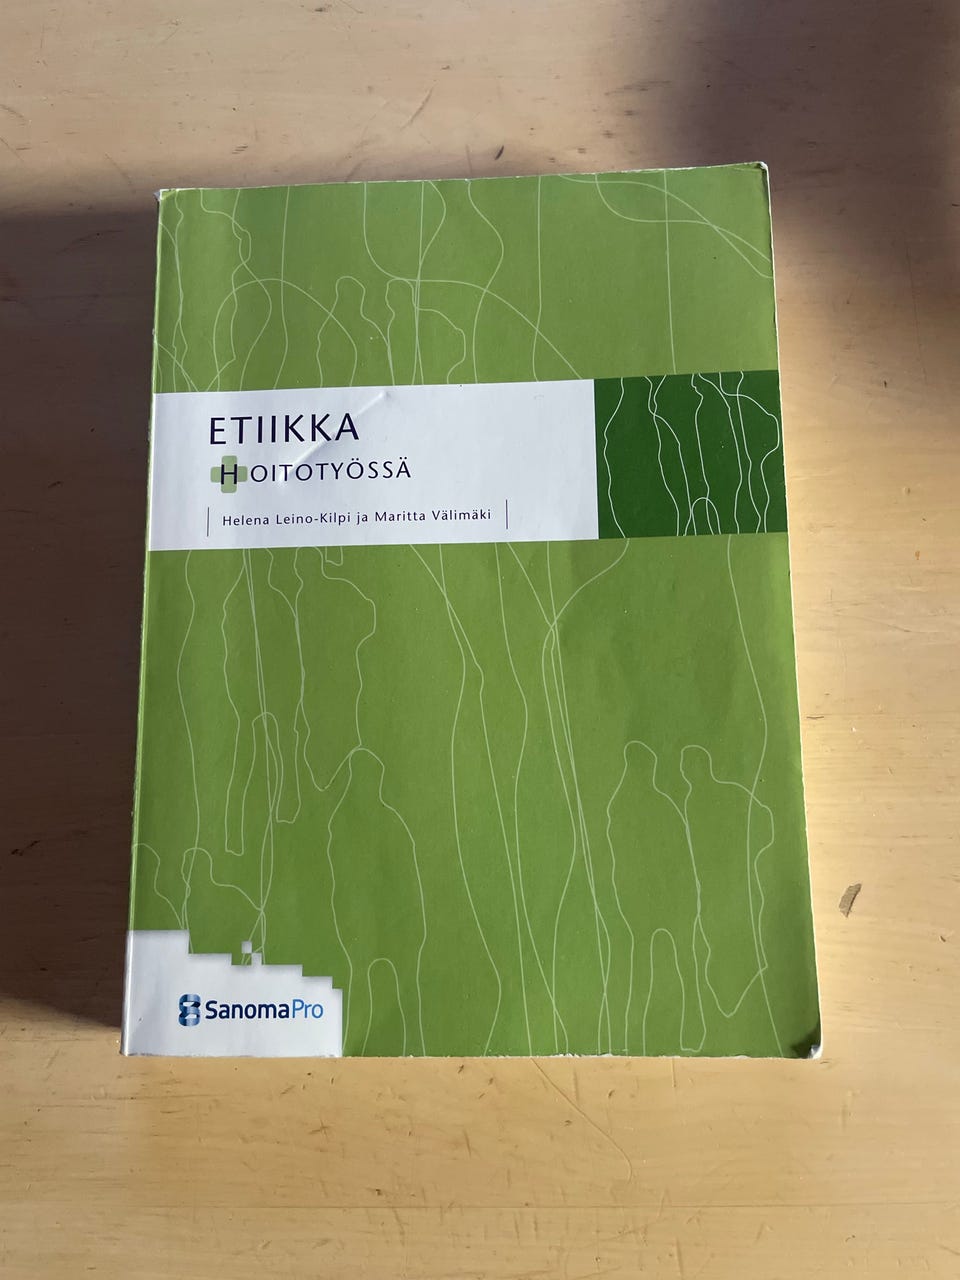 ETIIKKA
HOITOTYÖSSÄ
Helena Leino-Kilpi ja Maritta Välimäki
SanomaPro